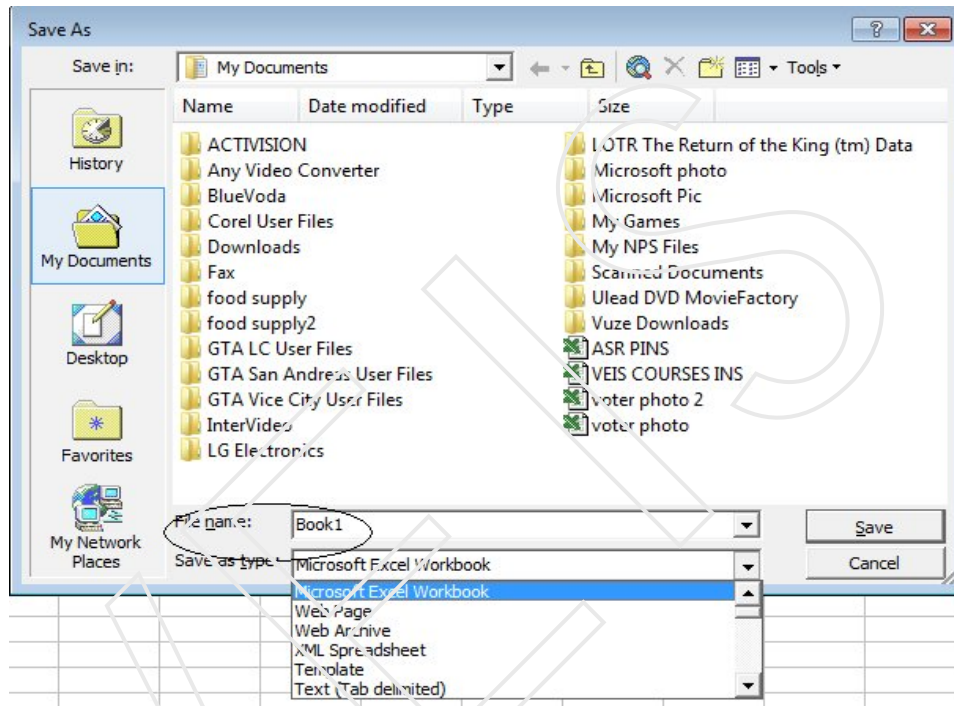 Save As
Save in:
My Documents
Tools
Name Date modified Type Size
History
My Documents
Desktop
Favorites
My Network
Places
ACTIVISION
Any Video Converter
BlueVoda
Corel User Files
Downloads
Fax
food supply
food supply2
GTA LC User Files
GTA San Andreas User Files
GTA Vice City User Files
InterVideo
LG Electronics
LOTR The Return of the King (tm) Data
Microsoft photo
Microsoft Pic
My Games
My NPS Files
Scanned Documents
Ulead DVD MovieFactory
Vuze Downloads
ASR PINS
VEIS COURSES INS
voter photo 2
voter photo
File name: Book1
Save
Save as type: Microsoft Excel Workbook
Cancel
Microsoft Excel Workbook
Web Page
Web Archive
XML Spreadsheet
Template
Text (Tab delimited)